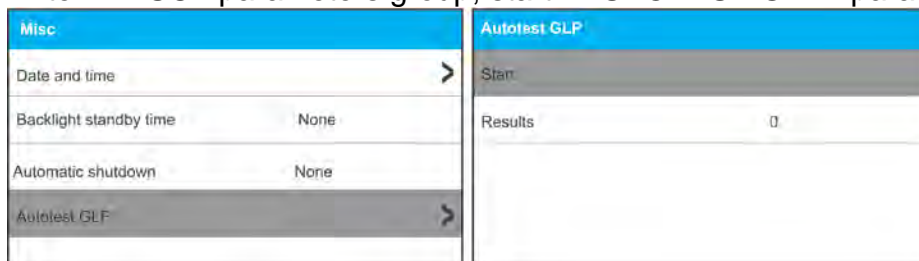 Misc
Date and time >
Backlight standby time None
Automatic shutdown None
Autotest GLP >
Autotest GLP
Start
Results 0